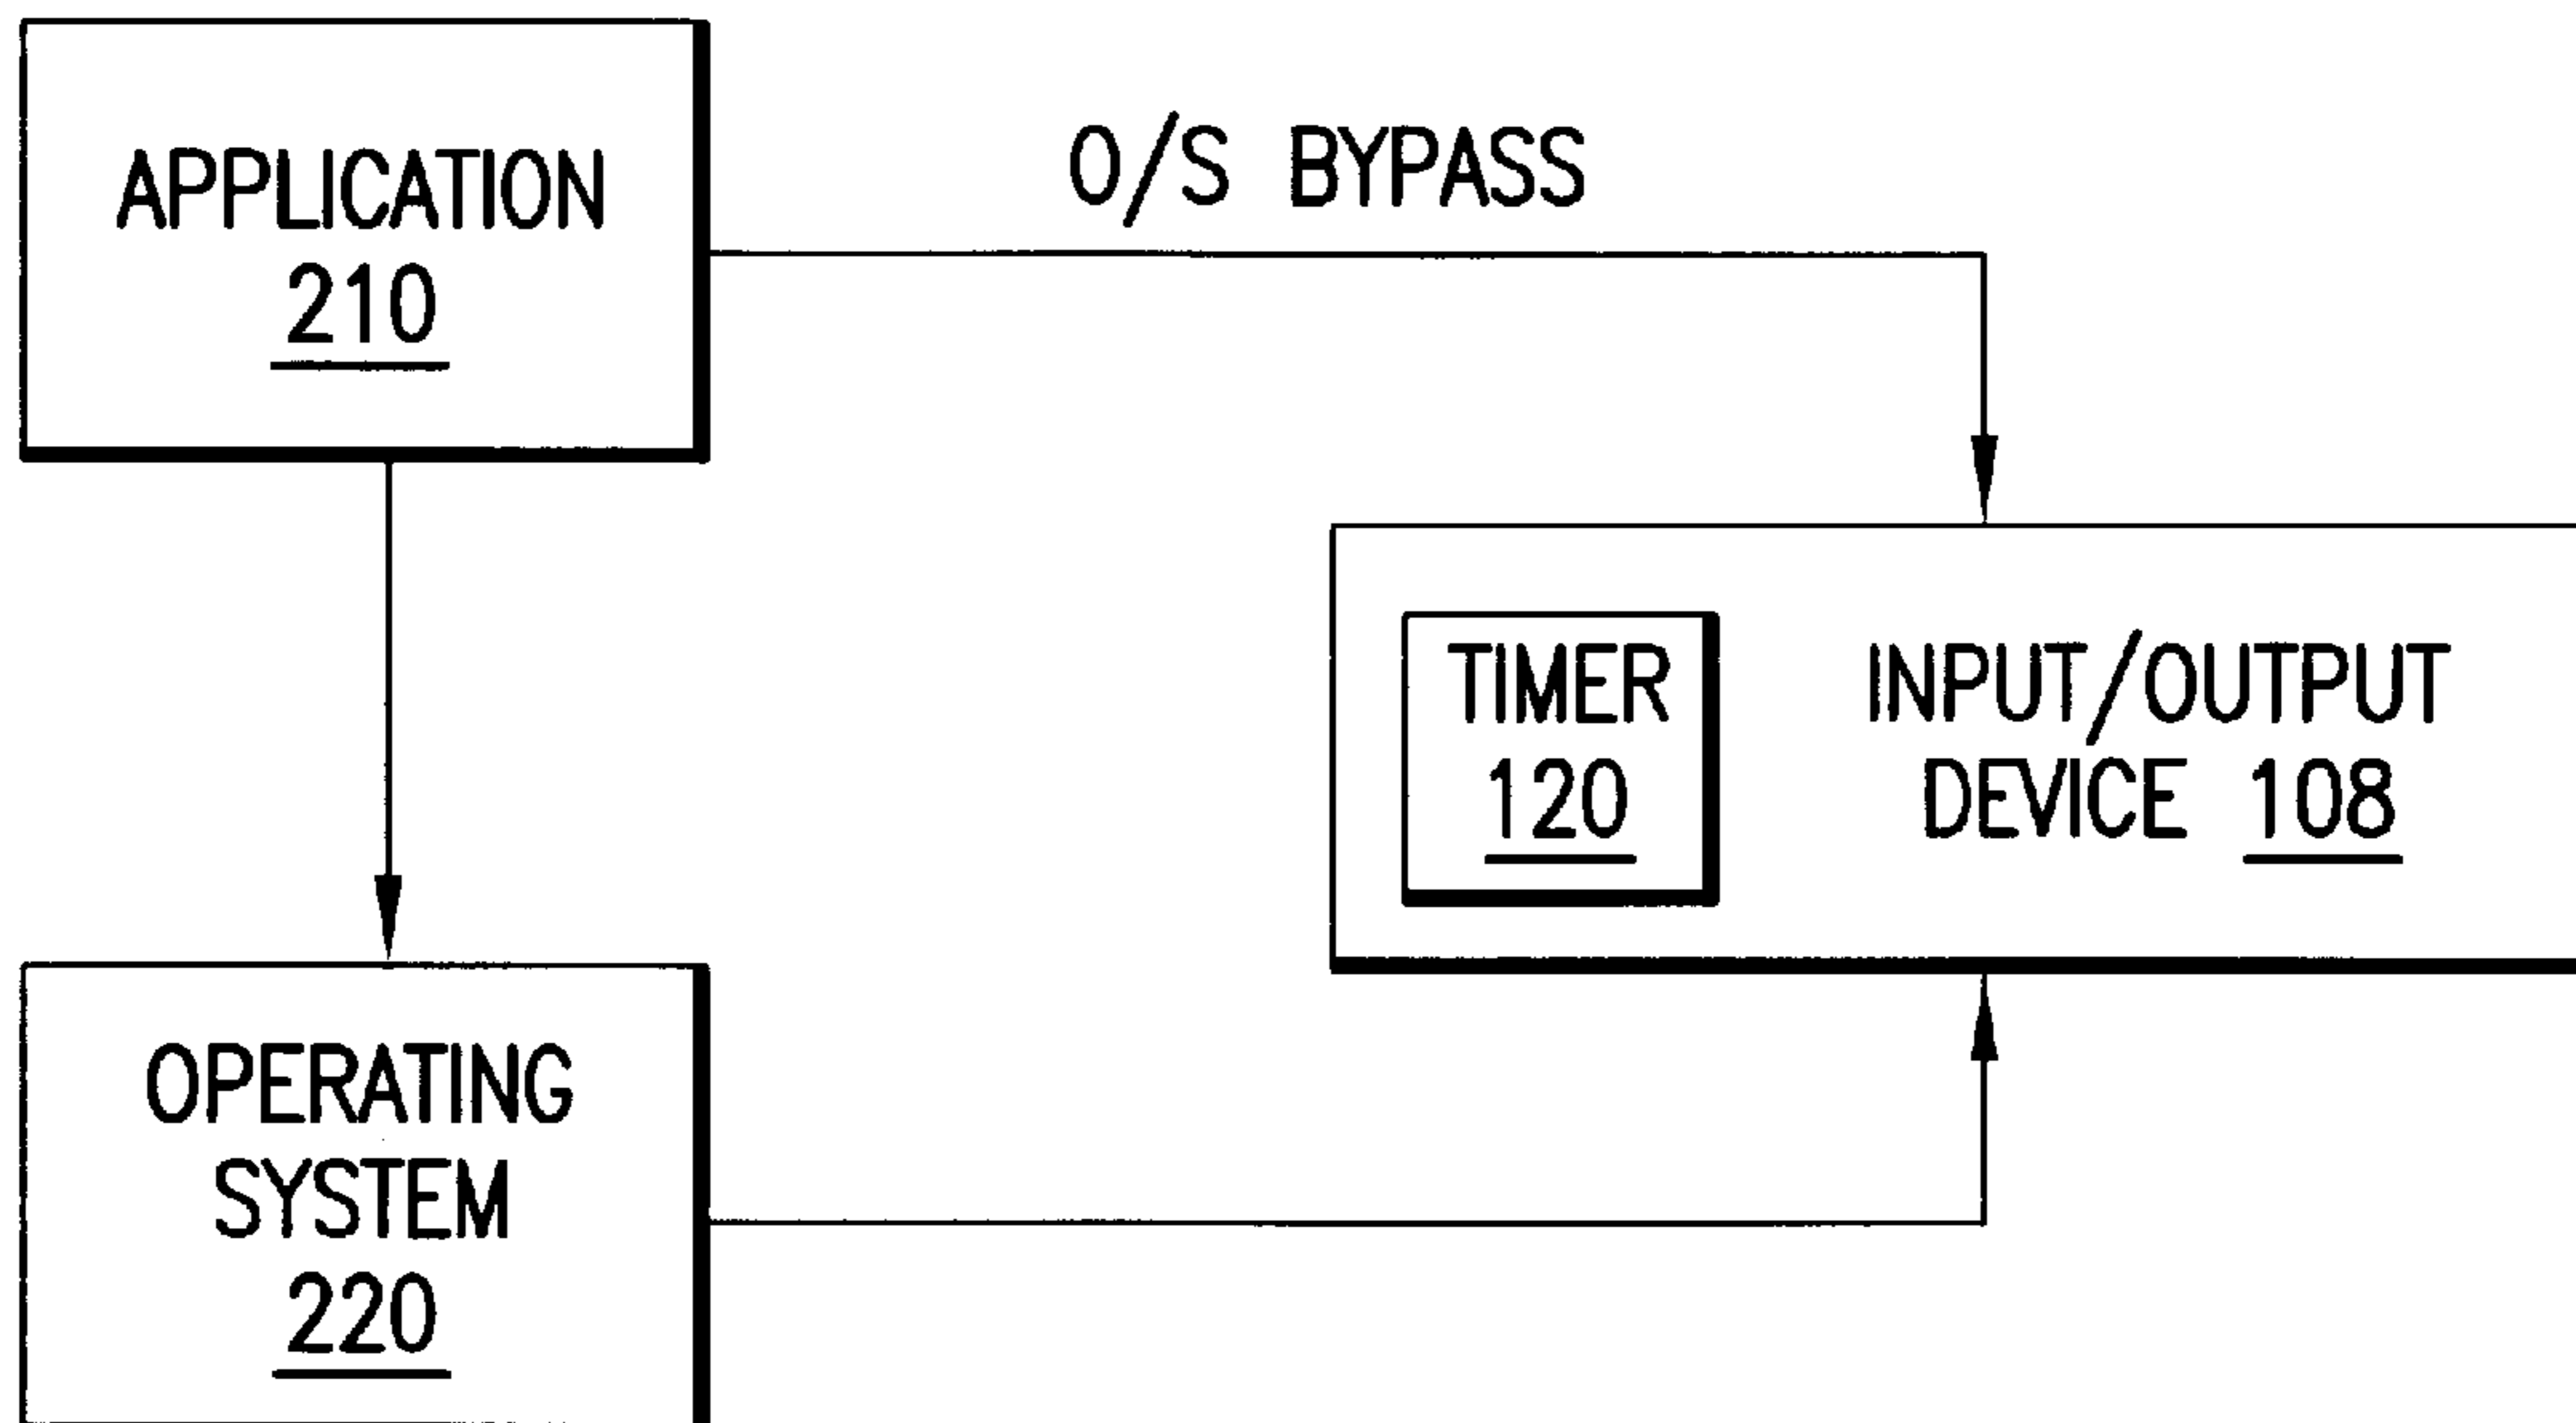 APPLICATION
210
O/S BYPASS
TIMER
120
INPUT/OUTPUT
DEVICE 108
OPERATING
SYSTEM
220